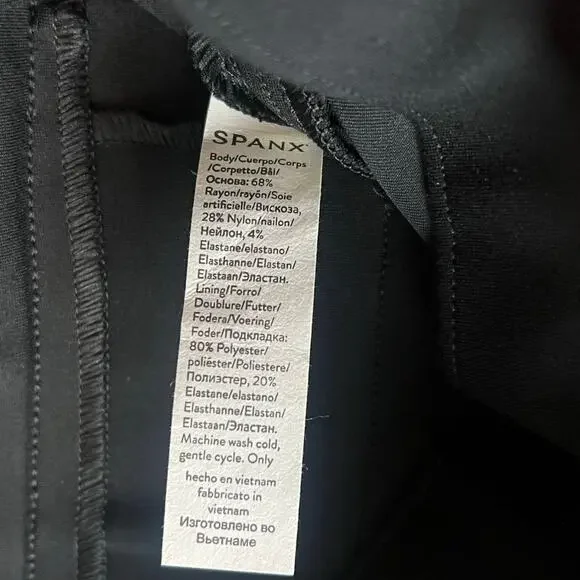 SPANX
Body/Cuerpo/Corps
/Corpetto/Bål/
Основа: 68%
Rayon/rayón/Soie
artificielle/Вискоза,
28% Nylon/nailon/
Нейлон, 4%
Elastane/elastano/
Elasthanne/Elastan/
Elastaan/Эластан.
Lining/Forro/
Doublure/Futter/
Fodera/Voering/
Foder/Подкладка:
80% Polyester/
poliéster/Poliestere/
Полиэстер, 20%
Elastane/elastano/
Elasthanne/Elastan/
Elastaan/Эластан.
Machine wash cold,
gentle cycle. Only
hecho en vietnam
fabbricato in
vietnam
Изготовлено во
Вьетнаме